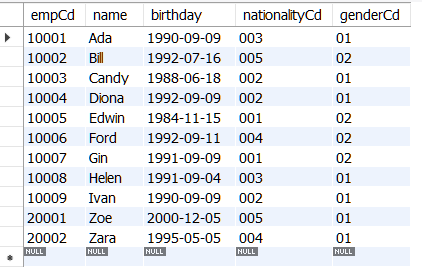 empCd name birthday nationalityCd genderCd
10001 Ada 1990-09-09 003 01
10002 Bill 1992-07-16 005 02
10003 Candy 1988-06-18 002 01
10004 Diona 1992-09-09 002 01
10005 Edwin 1984-11-15 001 02
10006 Ford 1992-09-11 004 02
10007 Gin 1991-09-09 001 02
10008 Helen 1991-09-04 003 01
10009 Ivan 1990-09-09 002 01
20001 Zoe 2000-12-05 005 01
20002 Zara 1995-05-05 004 01
NULL NULL NULL NULL NULL